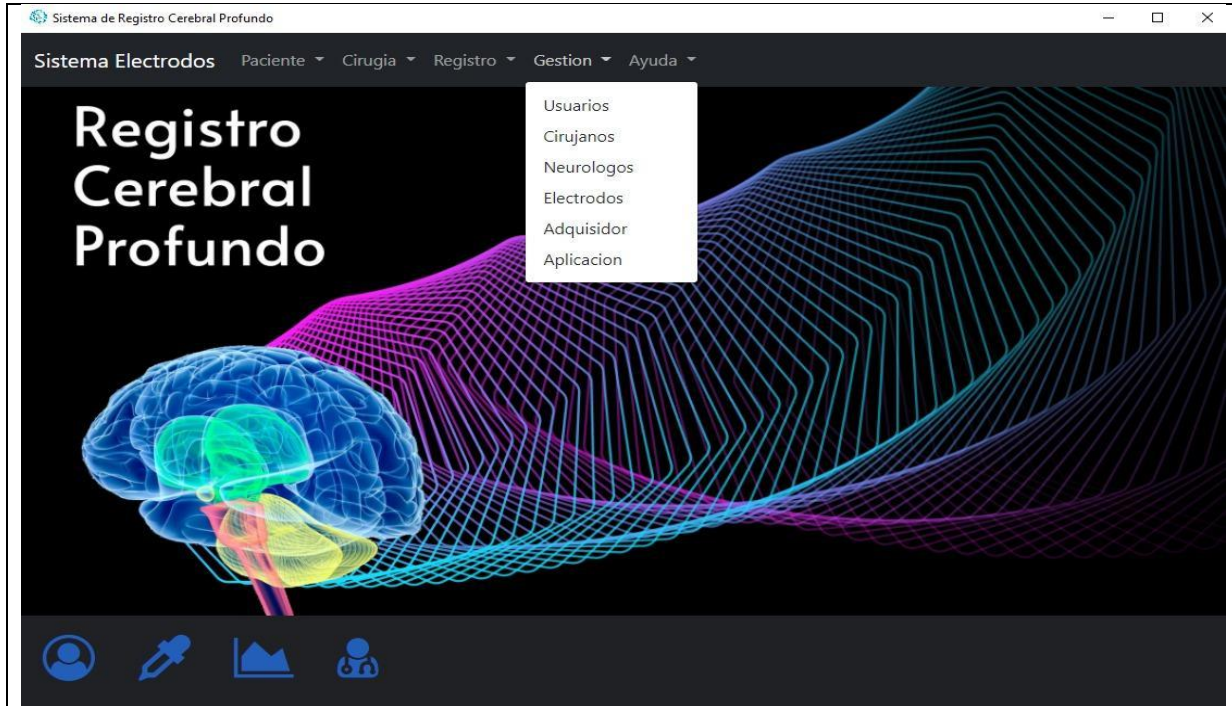 Sistema de Registro Cerebral Profundo
Sistema Electrodos Paciente Cirugia Registro Gestion Ayuda
Usuarios
Cirujanos
Neurologos
Electrodos
Adquisidor
Aplicacion
Registro
Cerebral
Profundo